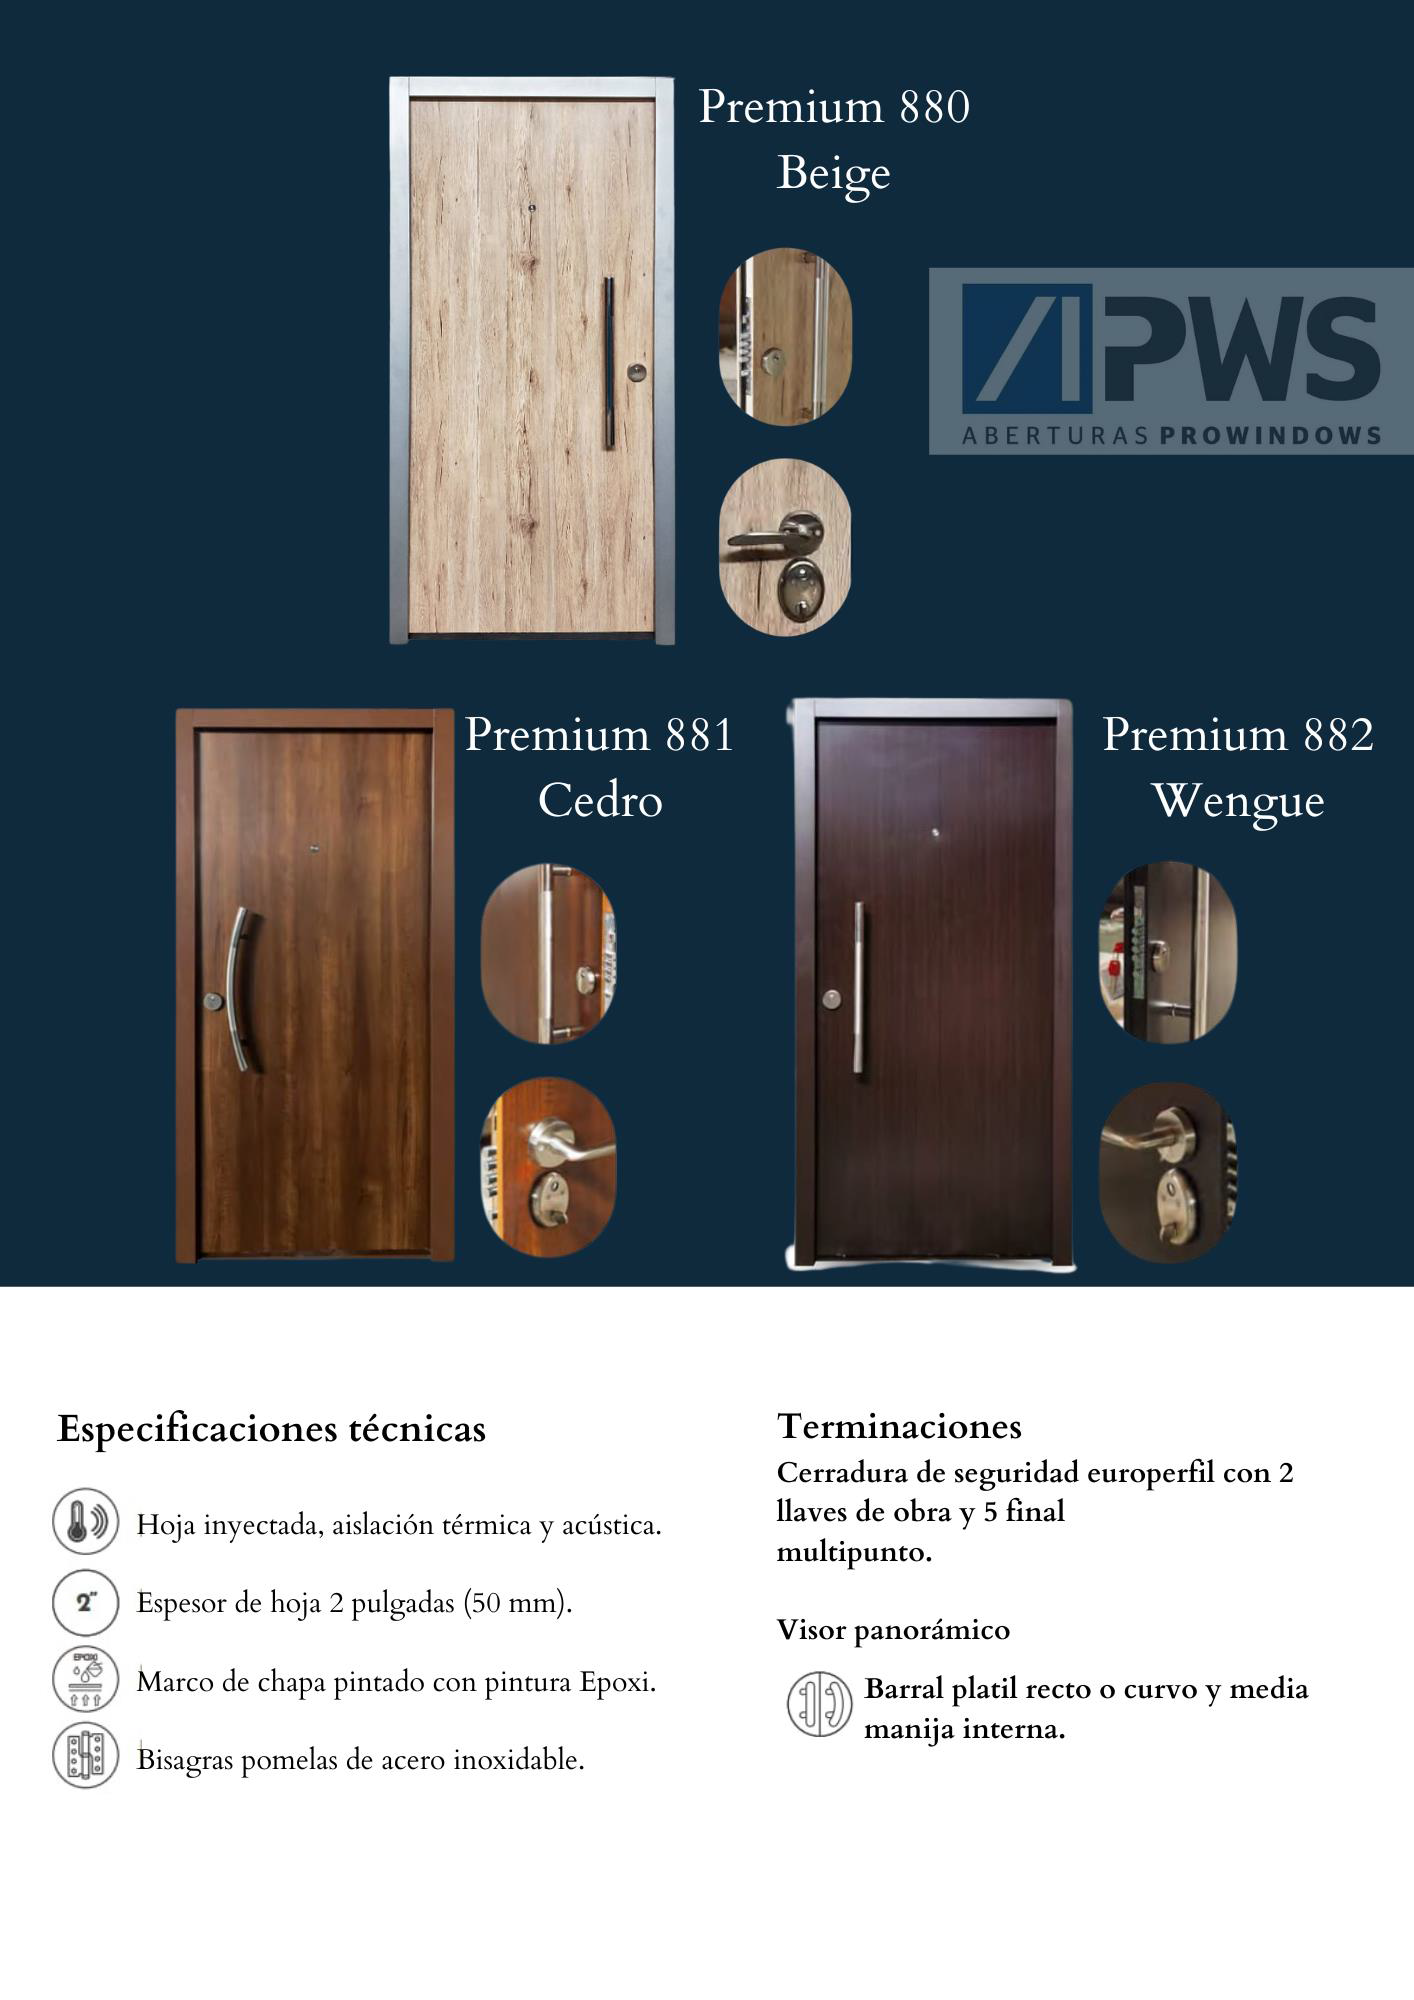 Premium 880
Beige
PWS
ABERTURAS PROWINDOWS
Premium 881
Cedro
Premium 882
Wengue
Especificaciones técnicas
Hoja inyectada, aislación térmica y acústica.
2"
Espesor de hoja 2 pulgadas (50 mm).
EPOXI
Marco de chapa pintado con pintura Epoxi.
Bisagras pomelas de acero inoxidable.
Terminaciones
Cerradura de seguridad europerfil con 2
llaves de obra y 5 final
multipunto.
Visor panorámico
Barral platil recto o curvo y media
manija interna.